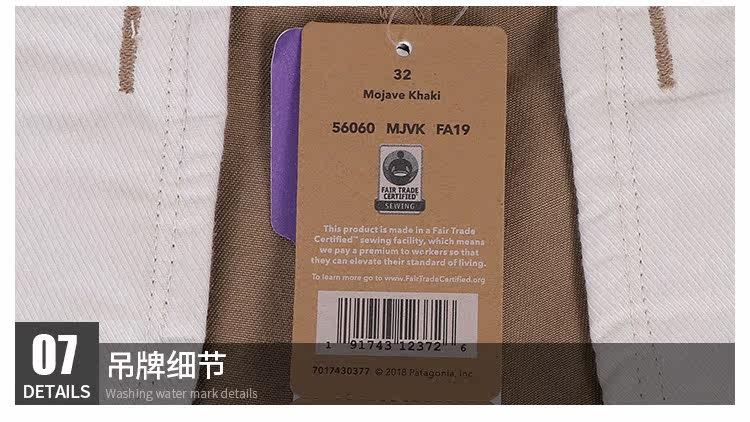 32
Mojave Khaki
56060 MJVK FA19
FAIR TRADE
CERTIFIED™
SEWING
This product is made in a Fair Trade
Certified™ sewing facility, which means
we pay a premium to workers so that
they can elevate their standard of living.
To learn more go to www.FairTradeCertified.org
1 91743 12372 6
7017430377 © 2018 Patagonia, Inc.
07
DETAILS
吊牌细节
Washing water mark details